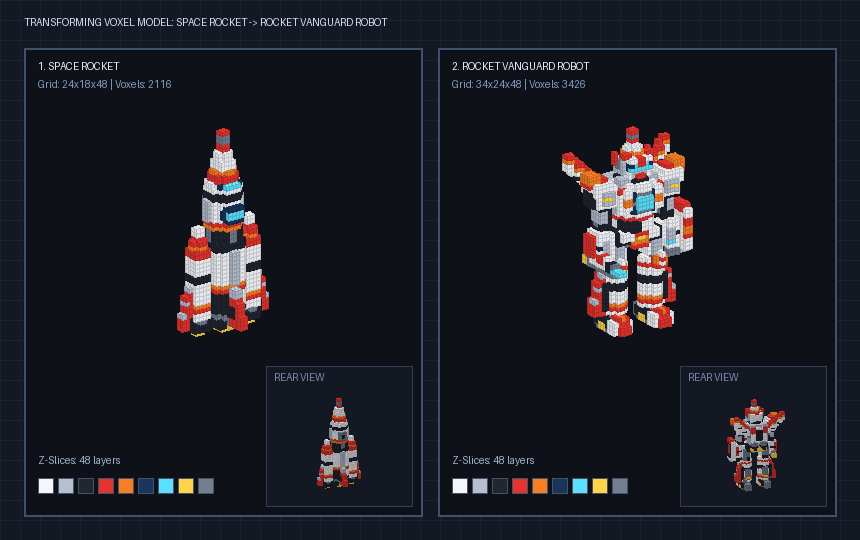 TRANSFORMING VOXEL MODEL: SPACE ROCKET -> ROCKET VANGUARD ROBOT
1. SPACE ROCKET
Grid: 24x18x48 | Voxels: 2116
REAR VIEW
Z-Slices: 48 layers
2. ROCKET VANGUARD ROBOT
Grid: 34x24x48 | Voxels: 3426
REAR VIEW
Z-Slices: 48 layers